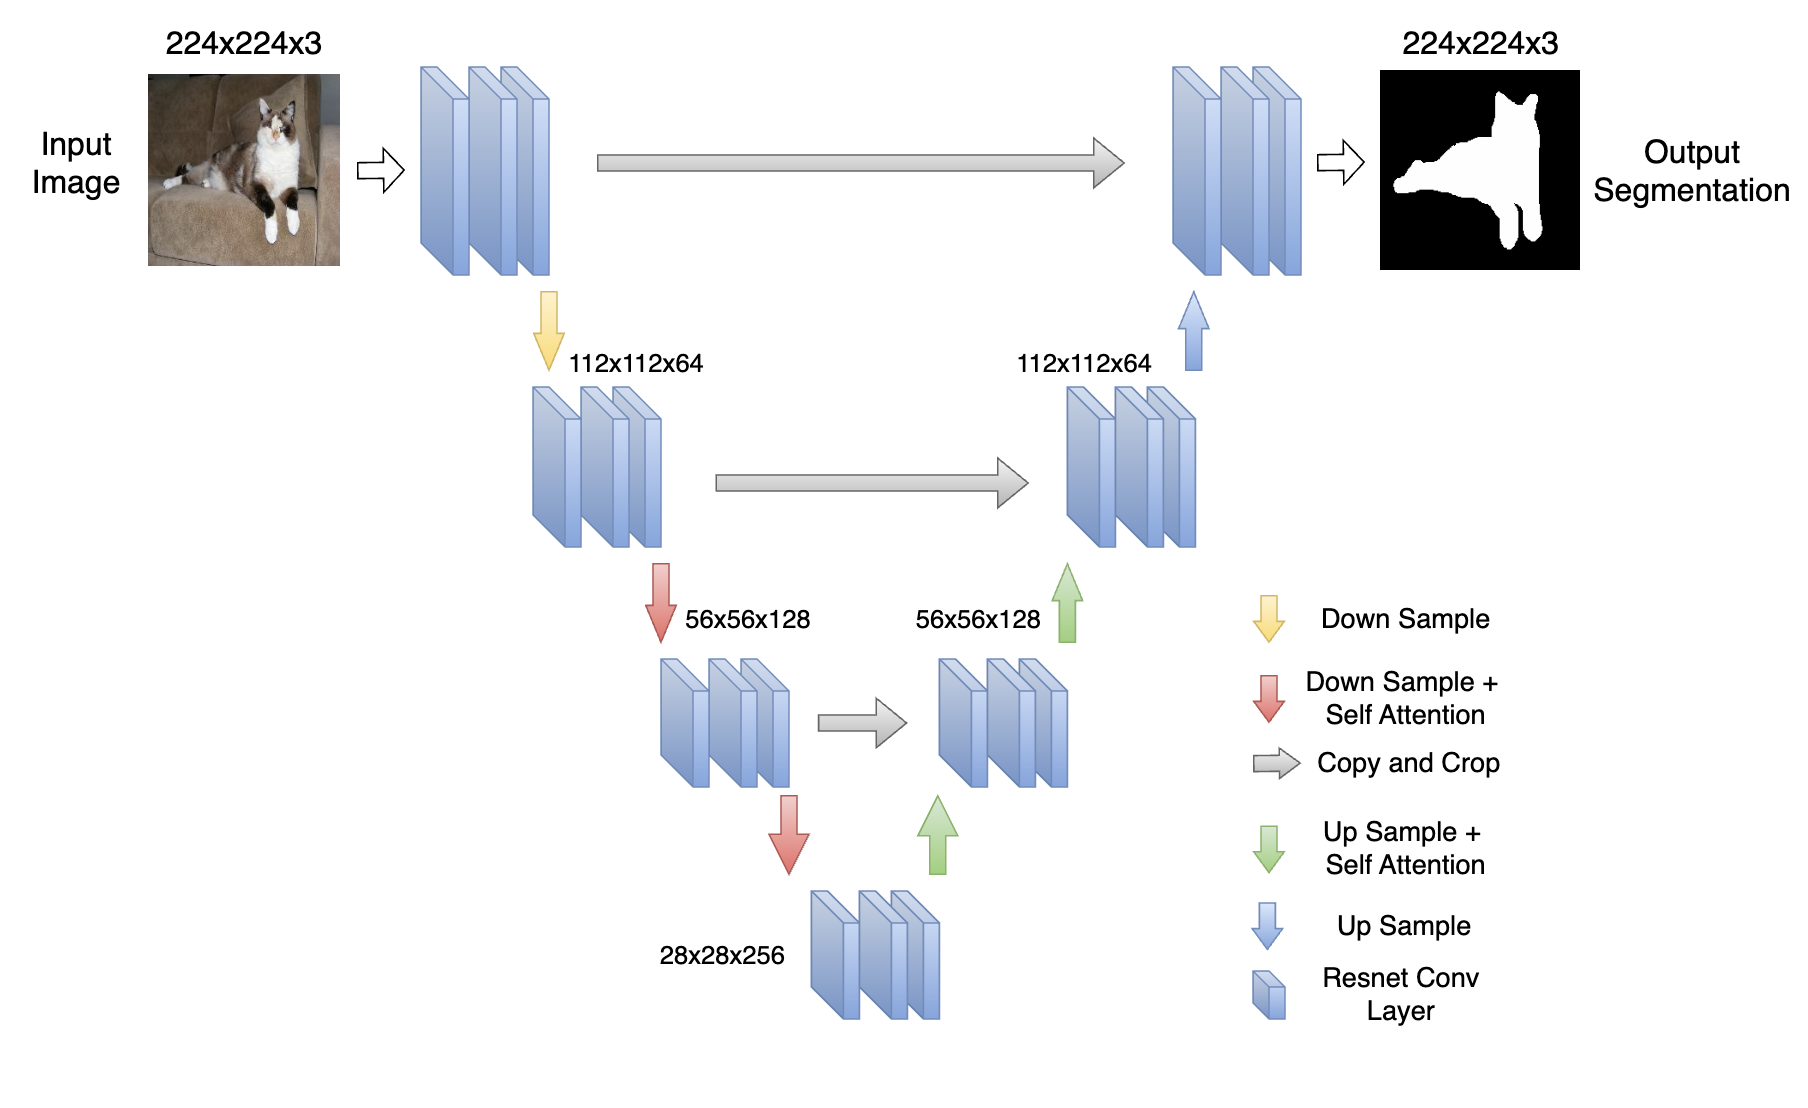 224x224x3
224x224x3
Input
Image
Output
Segmentation
112x112x64
112x112x64
56x56x128
56x56x128
28x28x256
Down Sample
Down Sample +
Self Attention
Copy and Crop
Up Sample +
Self Attention
Up Sample
Resnet Conv
Layer